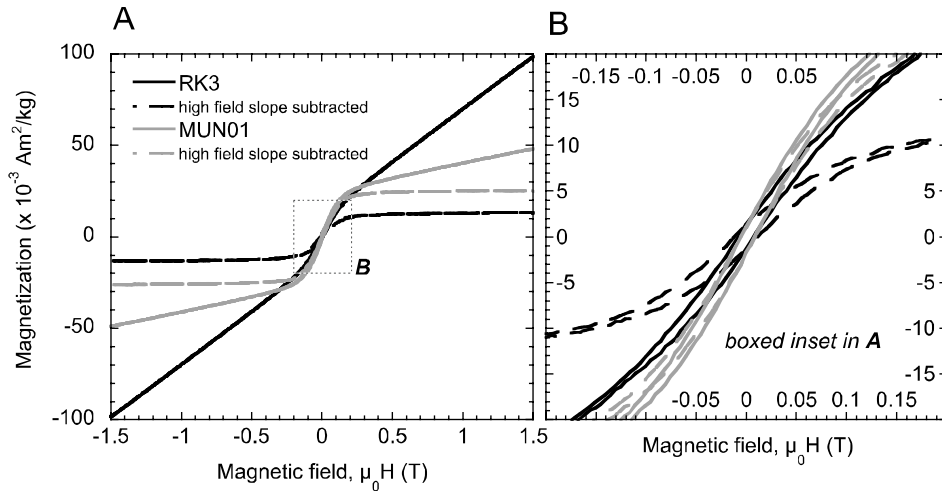 A
100
50
0
-50
-100
-1.5
-1
-0.5
0
0.5
1
1.5
Magnetization (x 10⁻³ Am²/kg)
Magnetic field, µ₀H (T)
RK3
high field slope subtracted
MUN01
high field slope subtracted
B
B
-0.15 -0.1 -0.05 0 0.05
15
10
5
0
-5
5
0
-5
-10
-15
boxed inset in A
-0.05 0 0.05 0.1 0.15
Magnetic field, µ₀H (T)